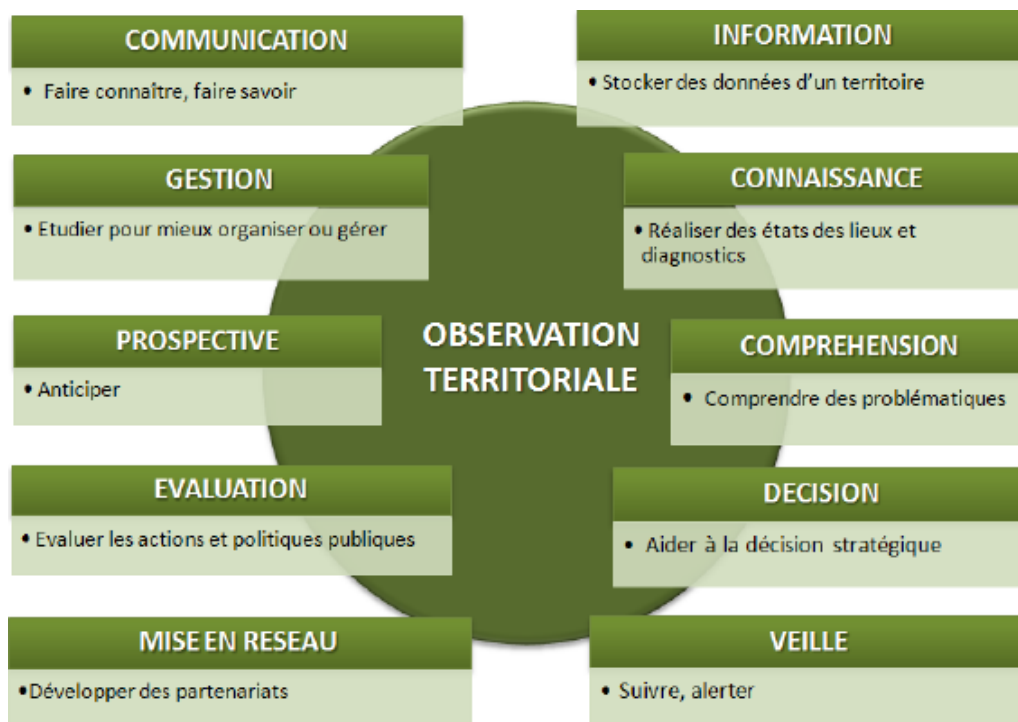 COMMUNICATION
• Faire connaître, faire savoir
INFORMATION
• Stocker des données d’un territoire
GESTION
• Etudier pour mieux organiser ou gérer
CONNAISSANCE
• Réaliser des états des lieux et
diagnostics
OBSERVATION
TERRITORIALE
PROSPECTIVE
• Anticiper
COMPREHENSION
• Comprendre des problématiques
EVALUATION
• Evaluer les actions et politiques publiques
DECISION
• Aider à la décision stratégique
MISE EN RESEAU
•Développer des partenariats
VEILLE
• Suivre, alerter